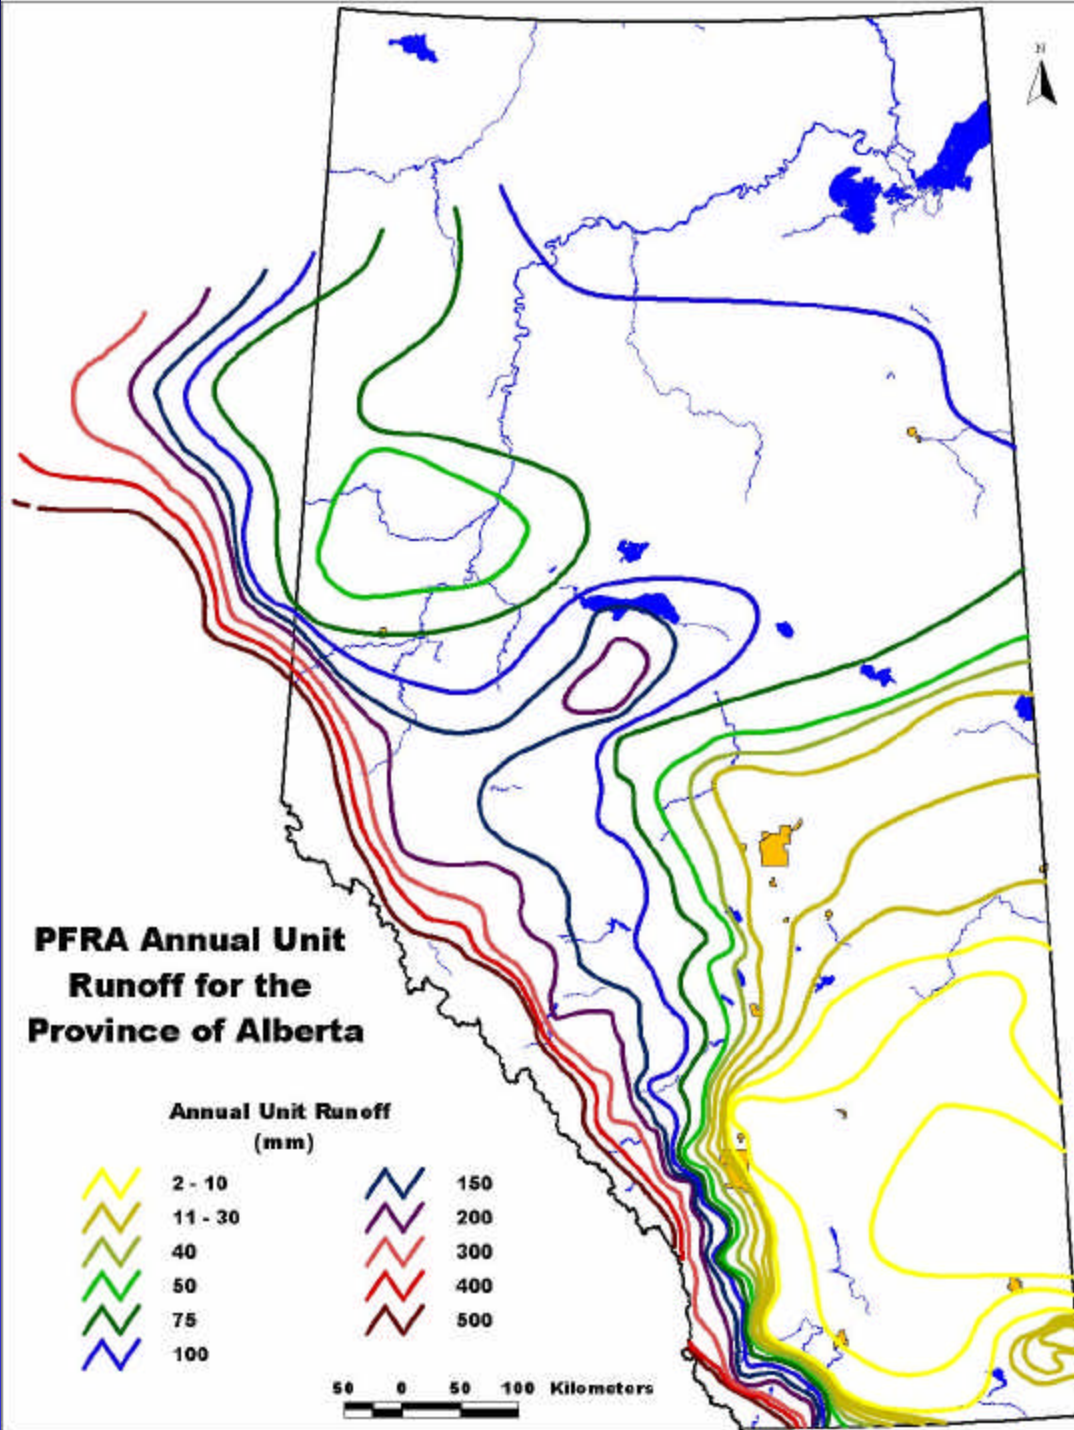 N
PFRA Annual Unit
Runoff for the
Province of Alberta
Annual Unit Runoff
(mm)
2 - 10
11 - 30
40
50
75
100
150
200
300
400
500
50 0 50 100 Kilometers